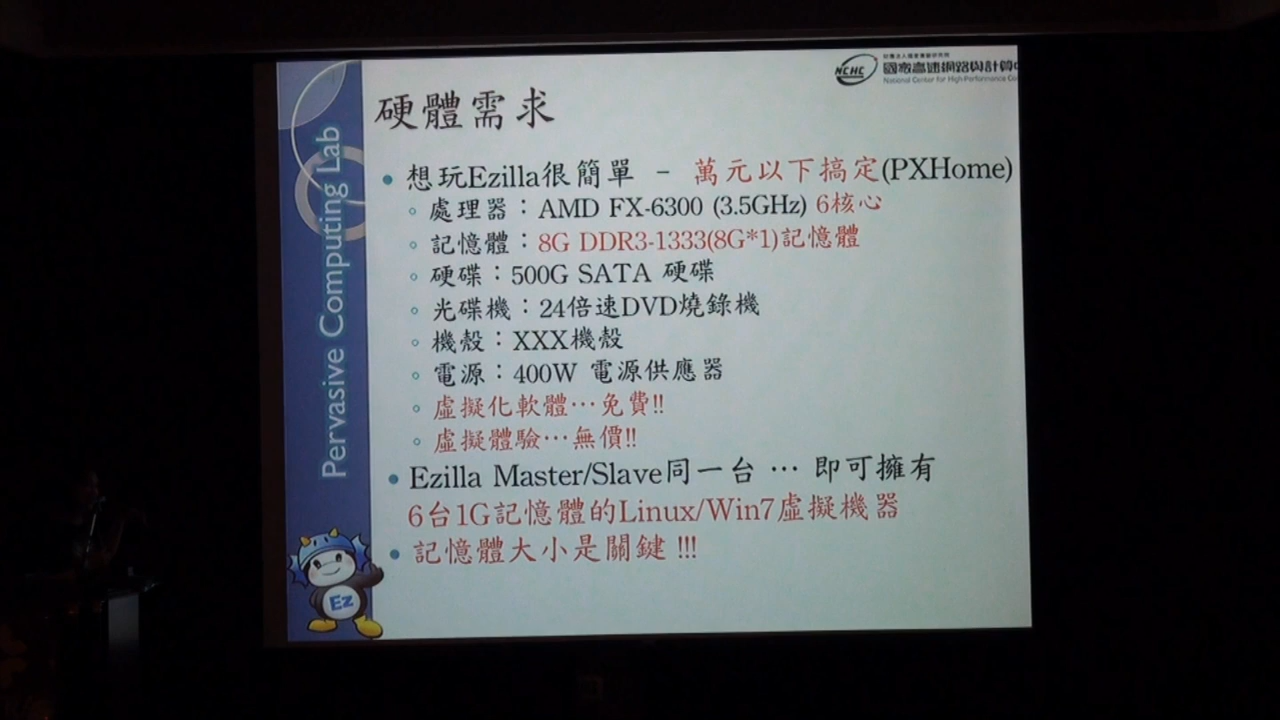 NCHC
財團法人國家實驗研究院
國家高速網路與計算中
National Center for High-Performance Co
Pervasive Computing Lab
硬體需求
• 想玩Ezilla很簡單 – 萬元以下搞定(PXHome)
◦ 處理器：AMD FX-6300 (3.5GHz) 6核心
◦ 記憶體：8G DDR3-1333(8G*1)記憶體
◦ 硬碟：500G SATA 硬碟
◦ 光碟機：24倍速DVD燒錄機
◦ 機殼：XXX機殼
◦ 電源：400W 電源供應器
◦ 虛擬化軟體…免費!!
◦ 虛擬體驗…無價!!
• Ezilla Master/Slave同一台 … 即可擁有
6台1G記憶體的Linux/Win7虛擬機器
• 記憶體大小是關鍵 !!!
Ez